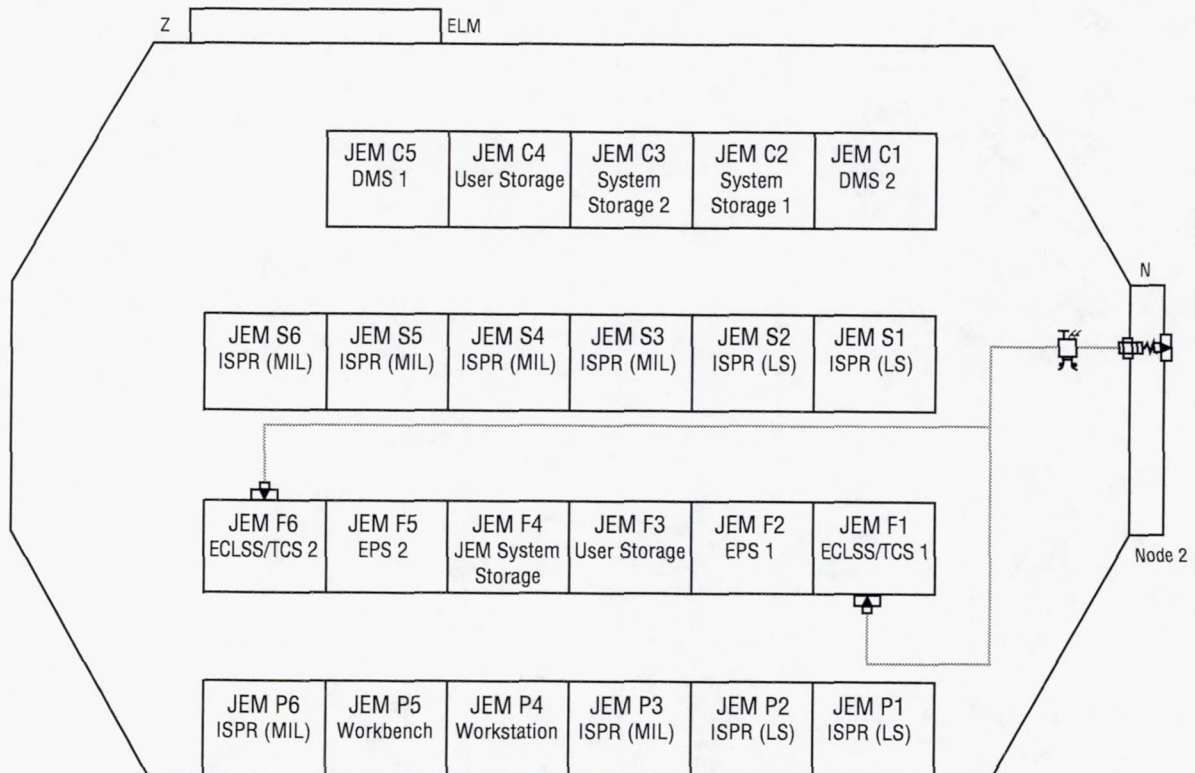 Z
ELM
JEM C5
DMS 1
JEM C4
User Storage
JEM C3
System
Storage 2
JEM C2
System
Storage 1
JEM C1
DMS 2
N
JEM S6
ISPR (MIL)
JEM S5
ISPR (MIL)
JEM S4
ISPR (MIL)
JEM S3
ISPR (MIL)
JEM S2
ISPR (LS)
JEM S1
ISPR (LS)
JEM F6
ECLSS/TCS 2
JEM F5
EPS 2
JEM F4
JEM System
Storage
JEM F3
User Storage
JEM F2
EPS 1
JEM F1
ECLSS/TCS 1
Node 2
JEM P6
ISPR (MIL)
JEM P5
Workbench
JEM P4
Workstation
JEM P3
ISPR (MIL)
JEM P2
ISPR (LS)
JEM P1
ISPR (LS)